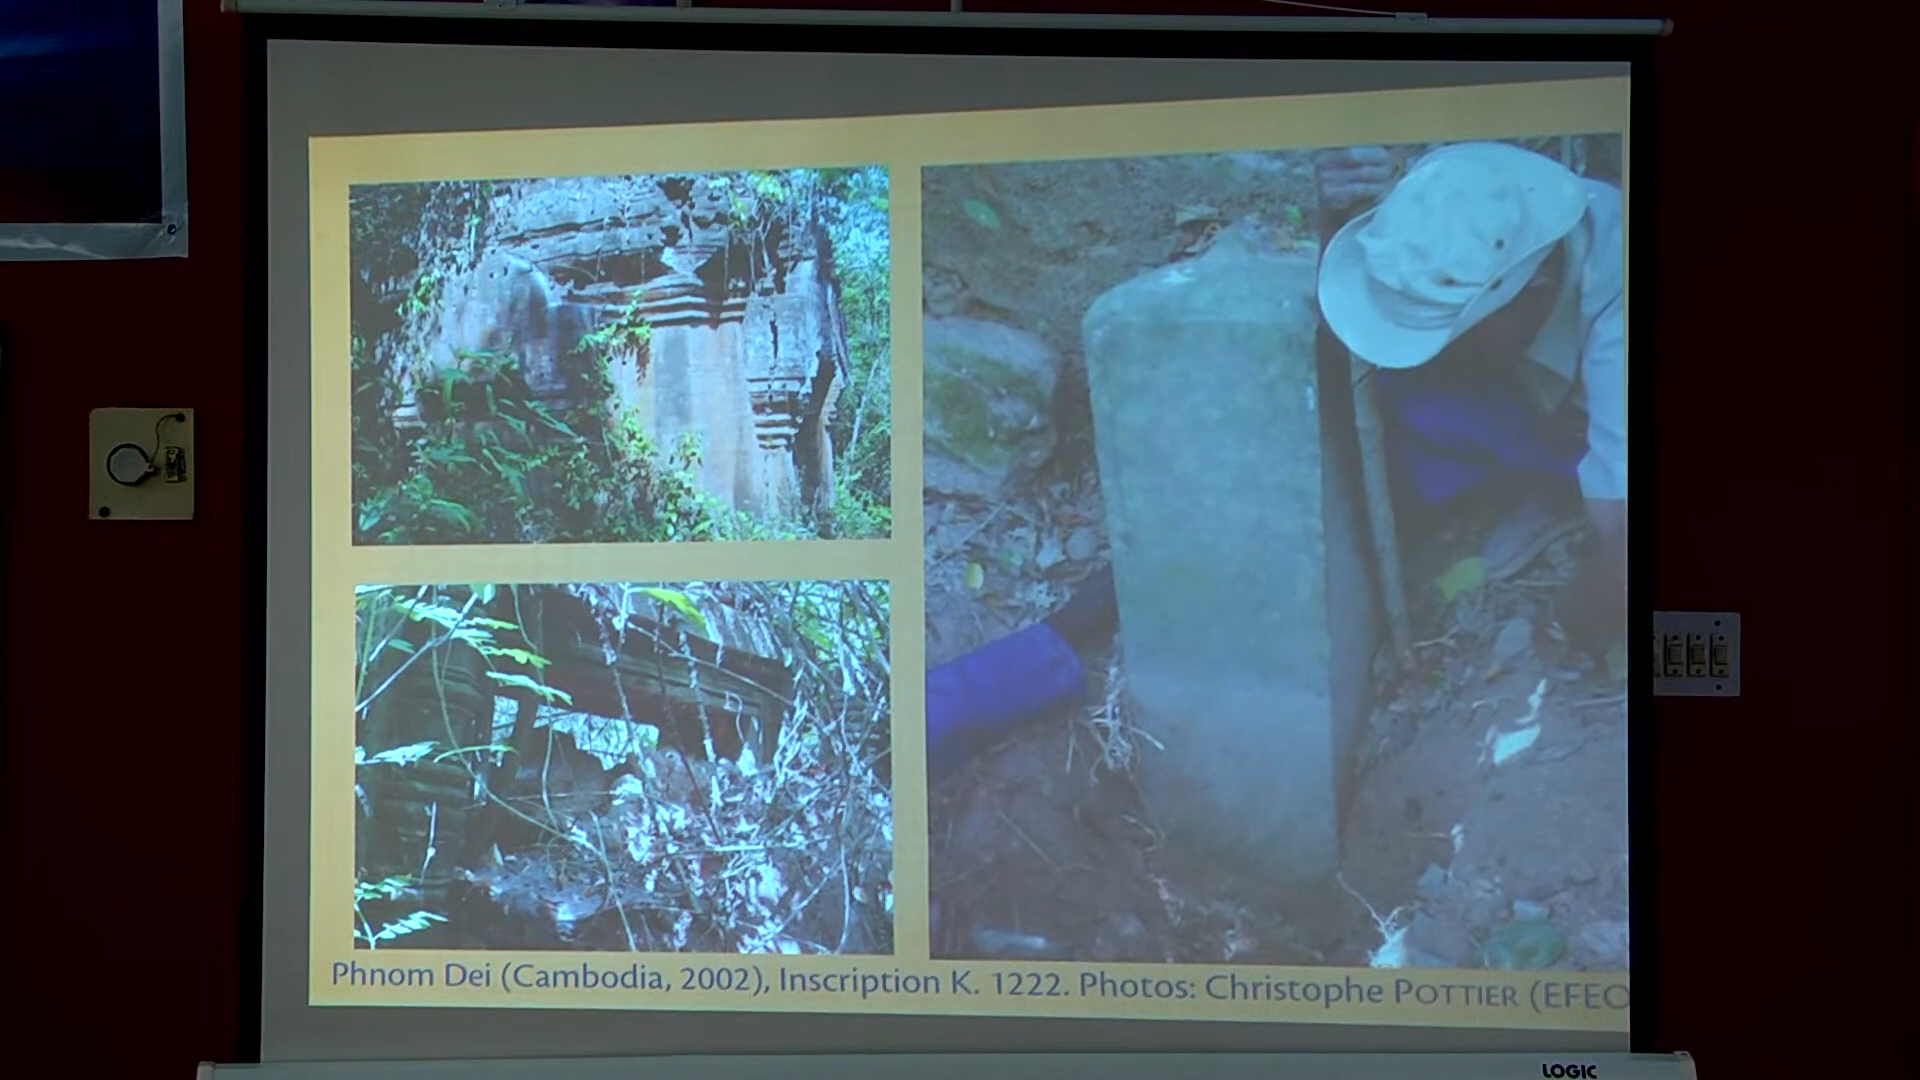 Phnom Dei (Cambodia, 2002), Inscription K. 1222. Photos: Christophe POTTIER (EFEO
LOGIC